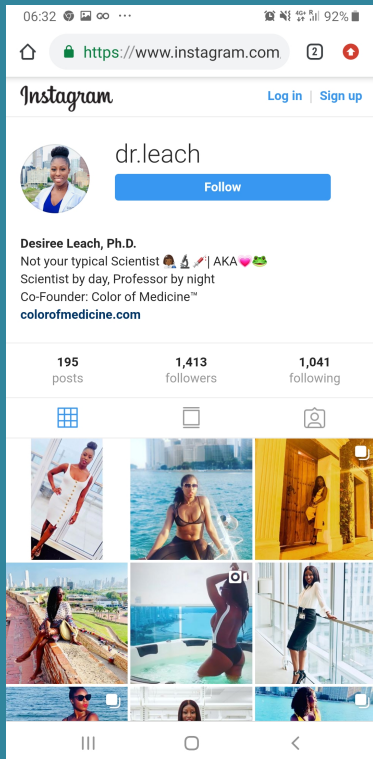 06:32 92%
https://www.instagram.com 2
Instagram Log in | Sign up
dr.leach
Follow
Desiree Leach, Ph.D.
Not your typical Scientist 👩🏾‍⚕️🔬💉| AKA💗🐸
Scientist by day, Professor by night
Co-Founder: Color of Medicine™
colorofmedicine.com
195 1,413 1,041
posts followers following